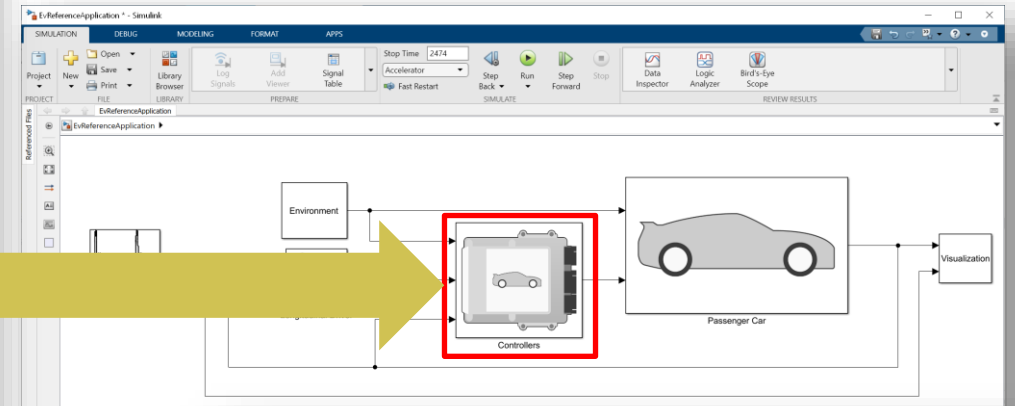 EvReferenceApplication * - Simulink
SIMULATION DEBUG MODELING FORMAT APPS
Project
New
Open
Save
Print
Library Browser
Log Signals
Add Viewer
Signal Table
Stop Time 2474
Accelerator
Fast Restart
Step Back
Run
Step Forward
Stop
Data Inspector
Logic Analyzer
Bird's-Eye Scope
PROJECT FILE LIBRARY PREPARE SIMULATE REVIEW RESULTS
EvReferenceApplication
EvReferenceApplication
Referenced Files
Environment
Controllers
Passenger Car
Visualization